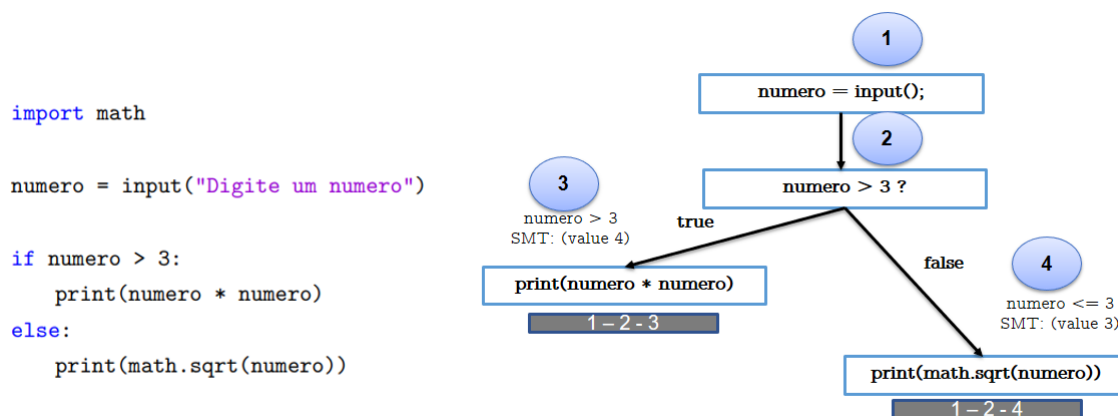 import math
numero = input("Digite um numero")
if numero > 3:
print(numero * numero)
else:
print(math.sqrt(numero))
1
numero = input();
2
numero > 3 ?
true
false
3
numero > 3
SMT: (value 4)
print(numero * numero)
1 – 2 - 3
4
numero <= 3
SMT: (value 3)
print(math.sqrt(numero))
1 – 2 - 4